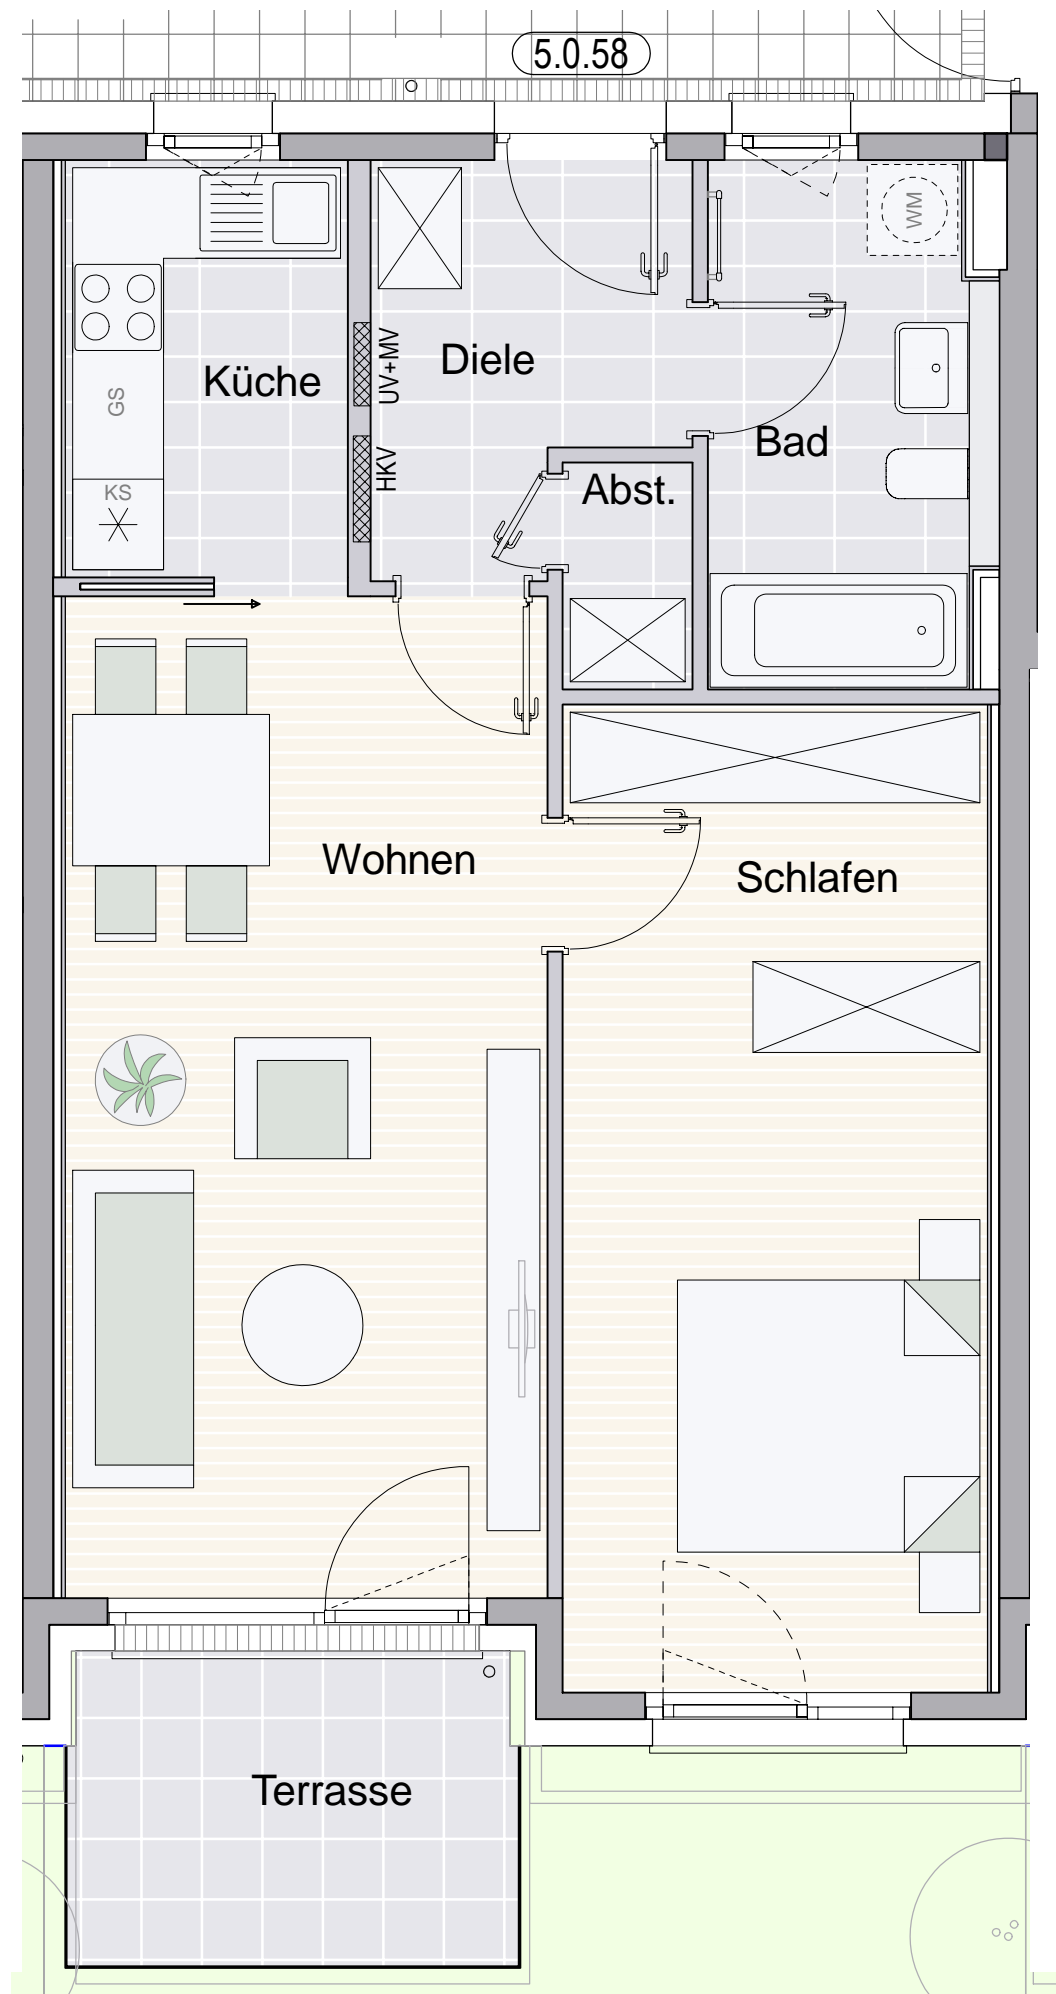 5.0.58
WM
UV+MV
Diele
Küche
GS
Bad
HKV
Abst.
KS
Wohnen
Schlafen
Terrasse